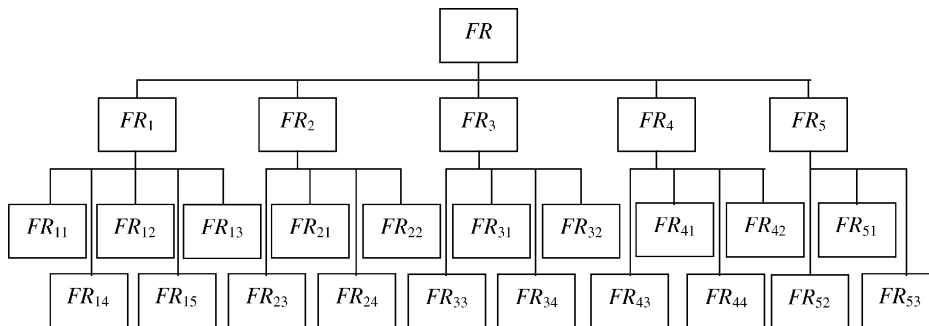 FR
FR₁ FR₂ FR₃ FR₄ FR₅
FR₁₁ FR₁₂ FR₁₃ FR₂₁ FR₂₂ FR₃₁ FR₃₂ FR₄₁ FR₄₂ FR₅₁
FR₁₄ FR₁₅ FR₂₃ FR₂₄ FR₃₃ FR₃₄ FR₄₃ FR₄₄ FR₅₂ FR₅₃